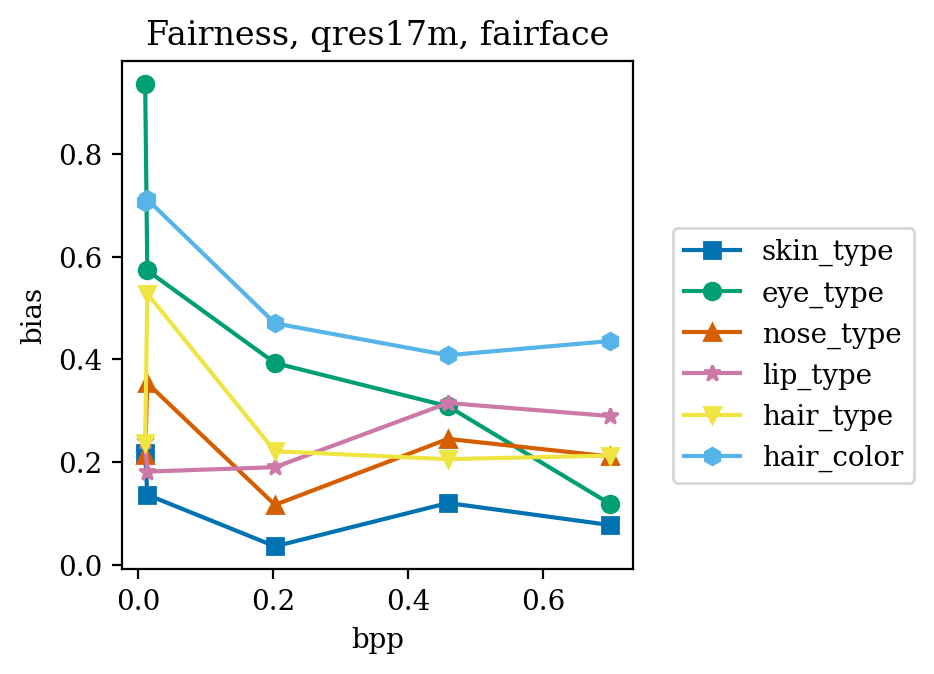 Fairness, qres17m, fairface
bias
0.8
0.6
0.4
0.2
0.0
0.0 0.2 0.4 0.6
bpp
skin_type
eye_type
nose_type
lip_type
hair_type
hair_color